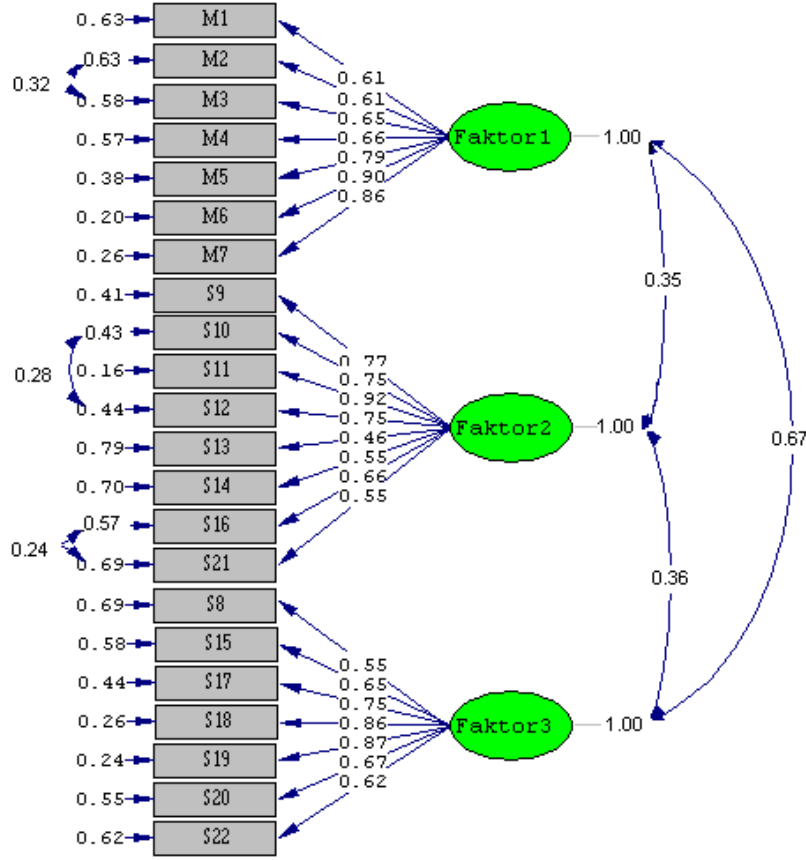 0.63 M1
0.63 M2
0.32
0.58 M3
0.57 M4
0.38 M5
0.20 M6
0.26 M7
0.61
0.61
0.65
0.66
0.79
0.90
0.86
Faktor1 1.00
0.41 S9
0.43 S10
0.28
0.16 S11
0.44 S12
0.79 S13
0.70 S14
0.57 S16
0.24
0.69 S21
0.77
0.75
0.92
0.75
0.46
0.55
0.66
0.55
Faktor2 1.00
0.69 S8
0.58 S15
0.44 S17
0.26 S18
0.24 S19
0.55 S20
0.62 S22
0.55
0.65
0.75
0.86
0.87
0.67
0.62
Faktor3 1.00
0.35
0.67
0.36